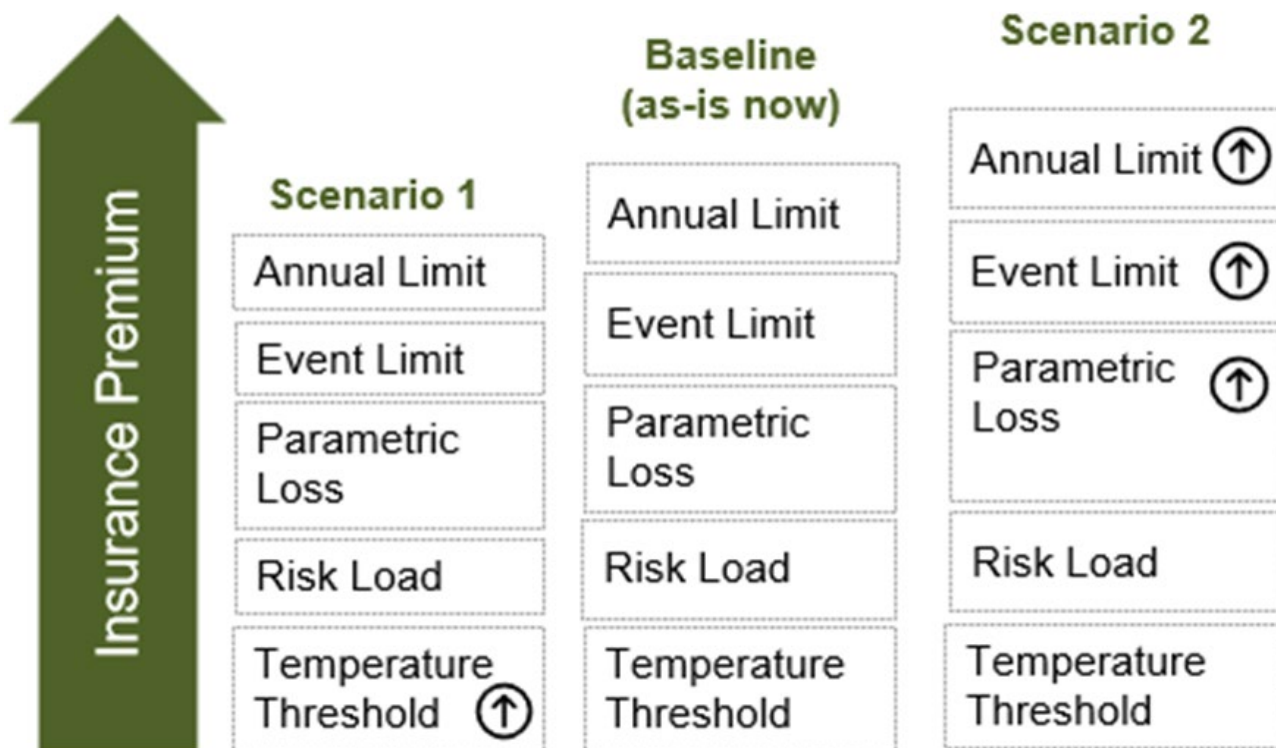 Insurance Premium
Scenario 1
Annual Limit
Event Limit
Parametric
Loss
Risk Load
Temperature
Threshold
Baseline
(as-is now)
Annual Limit
Event Limit
Parametric
Loss
Risk Load
Temperature
Threshold
Scenario 2
Annual Limit
Event Limit
Parametric
Loss
Risk Load
Temperature
Threshold